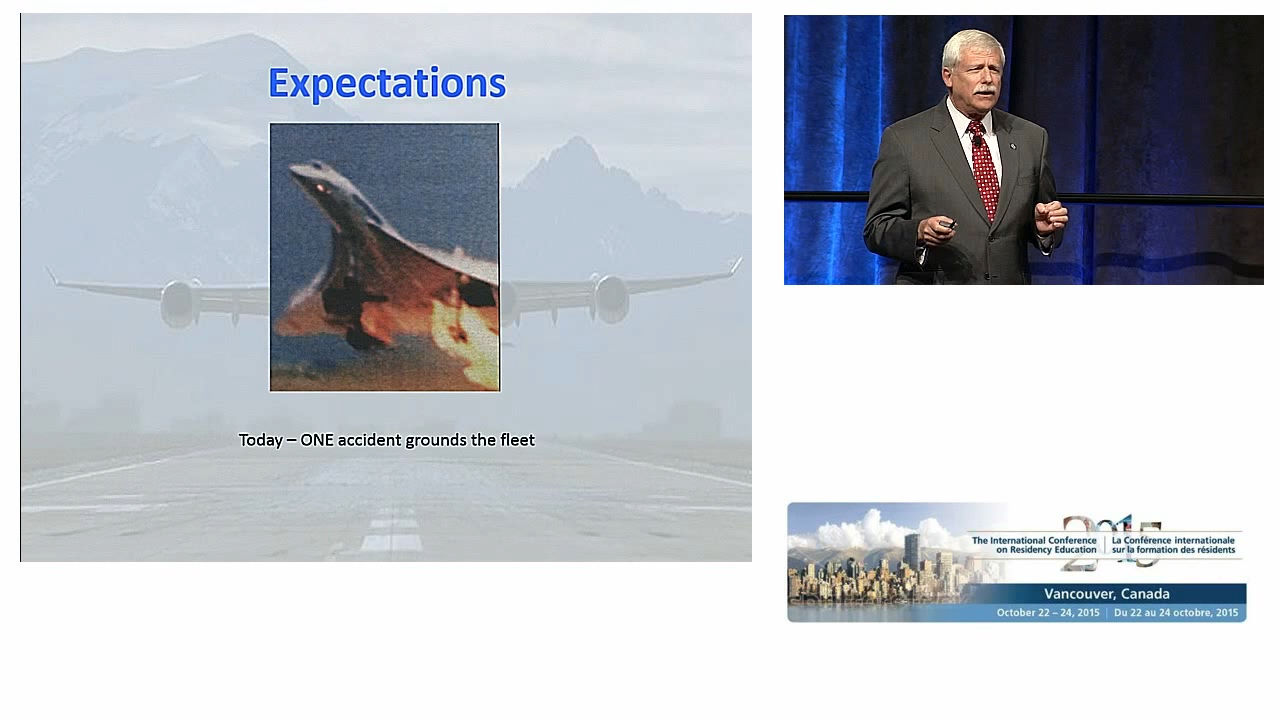 Expectations
Today – ONE accident grounds the fleet
2015
The International Conference
on Residency Education
La Conférence internationale
sur la formation des résidents
Vancouver, Canada
October 22 – 24, 2015 | Du 22 au 24 octobre, 2015